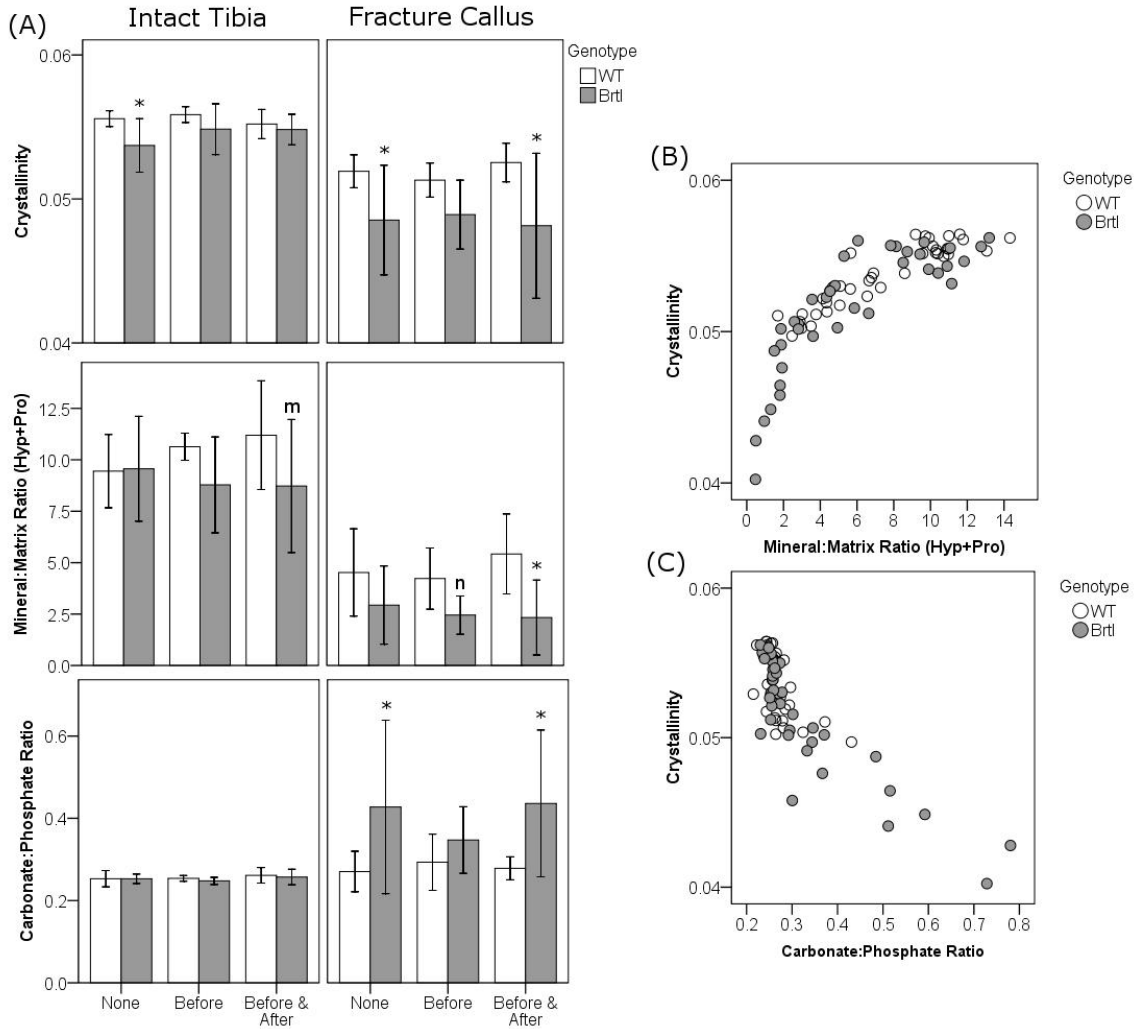 (A)
Intact Tibia
Fracture Callus
Genotype
WT
Brtl
Crystallinity
0.06
0.05
0.04
*
*
*
Mineral:Matrix Ratio (Hyp+Pro)
12.5
10.0
7.5
5.0
2.5
0.0
m
n
*
Carbonate:Phosphate Ratio
0.6
0.4
0.2
0.0
*
*
None
Before
Before &
After
None
Before
Before &
After
(B)
Genotype
WT
Brtl
Crystallinity
0.06
0.05
0.04
0 2 4 6 8 10 12 14
Mineral:Matrix Ratio (Hyp+Pro)
(C)
Genotype
WT
Brtl
Crystallinity
0.06
0.05
0.04
0.2 0.3 0.4 0.5 0.6 0.7 0.8
Carbonate:Phosphate Ratio